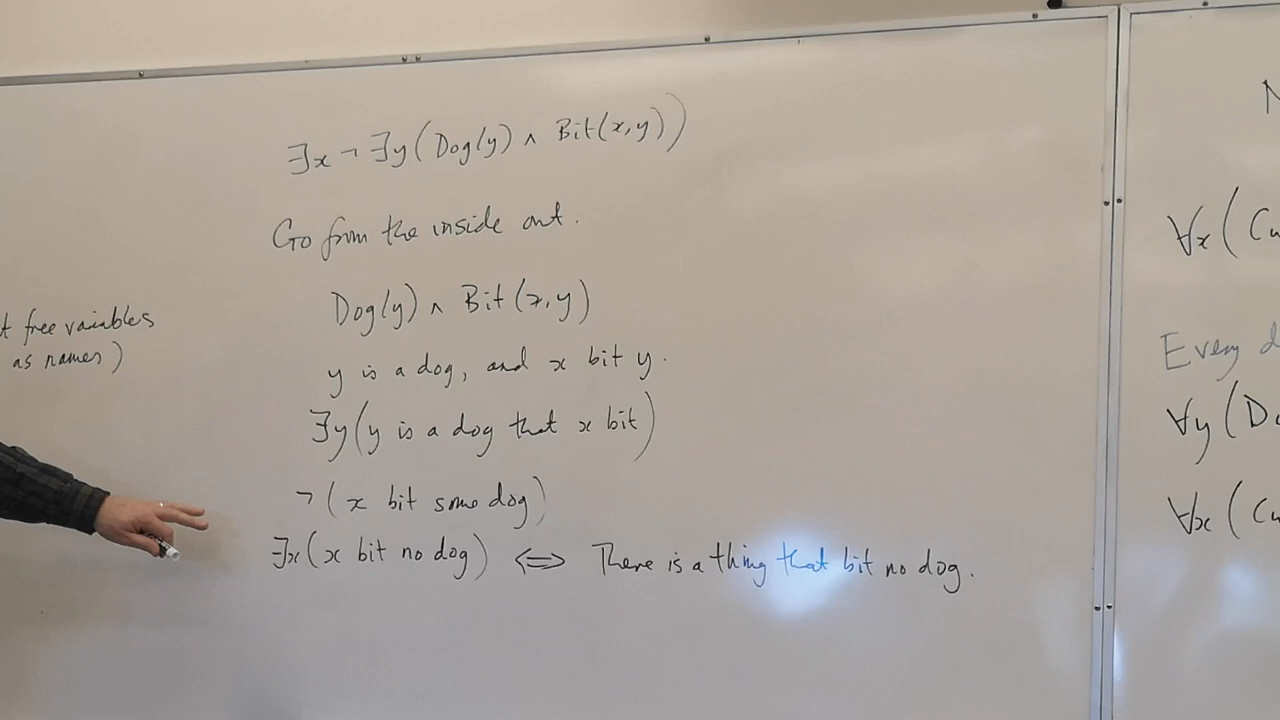 ∃x ¬ ∃y(Dog(y) ∧ Bit(x,y))
Go from the inside out.
Dog(y) ∧ Bit(x,y)
y is a dog, and x bit y.
∃y(y is a dog that x bit)
¬(x bit some dog)
∃x(x bit no dog) ⇔ There is a thing that bit no dog.
free variables
as names)
∀x(
Every
∀y(
∀x(